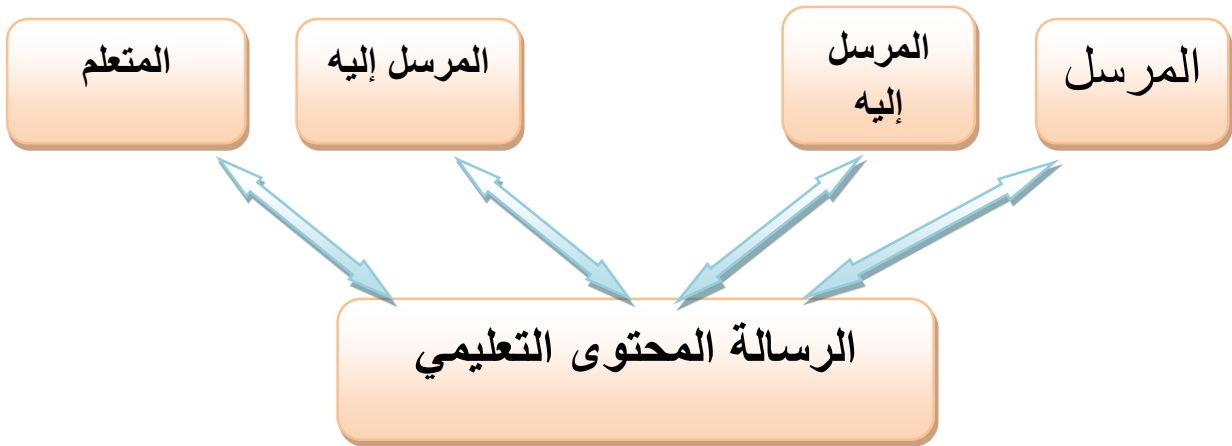 المرسل
المرسل
إليه
المرسل إليه
المتعلم
الرسالة المحتوى التعليمي